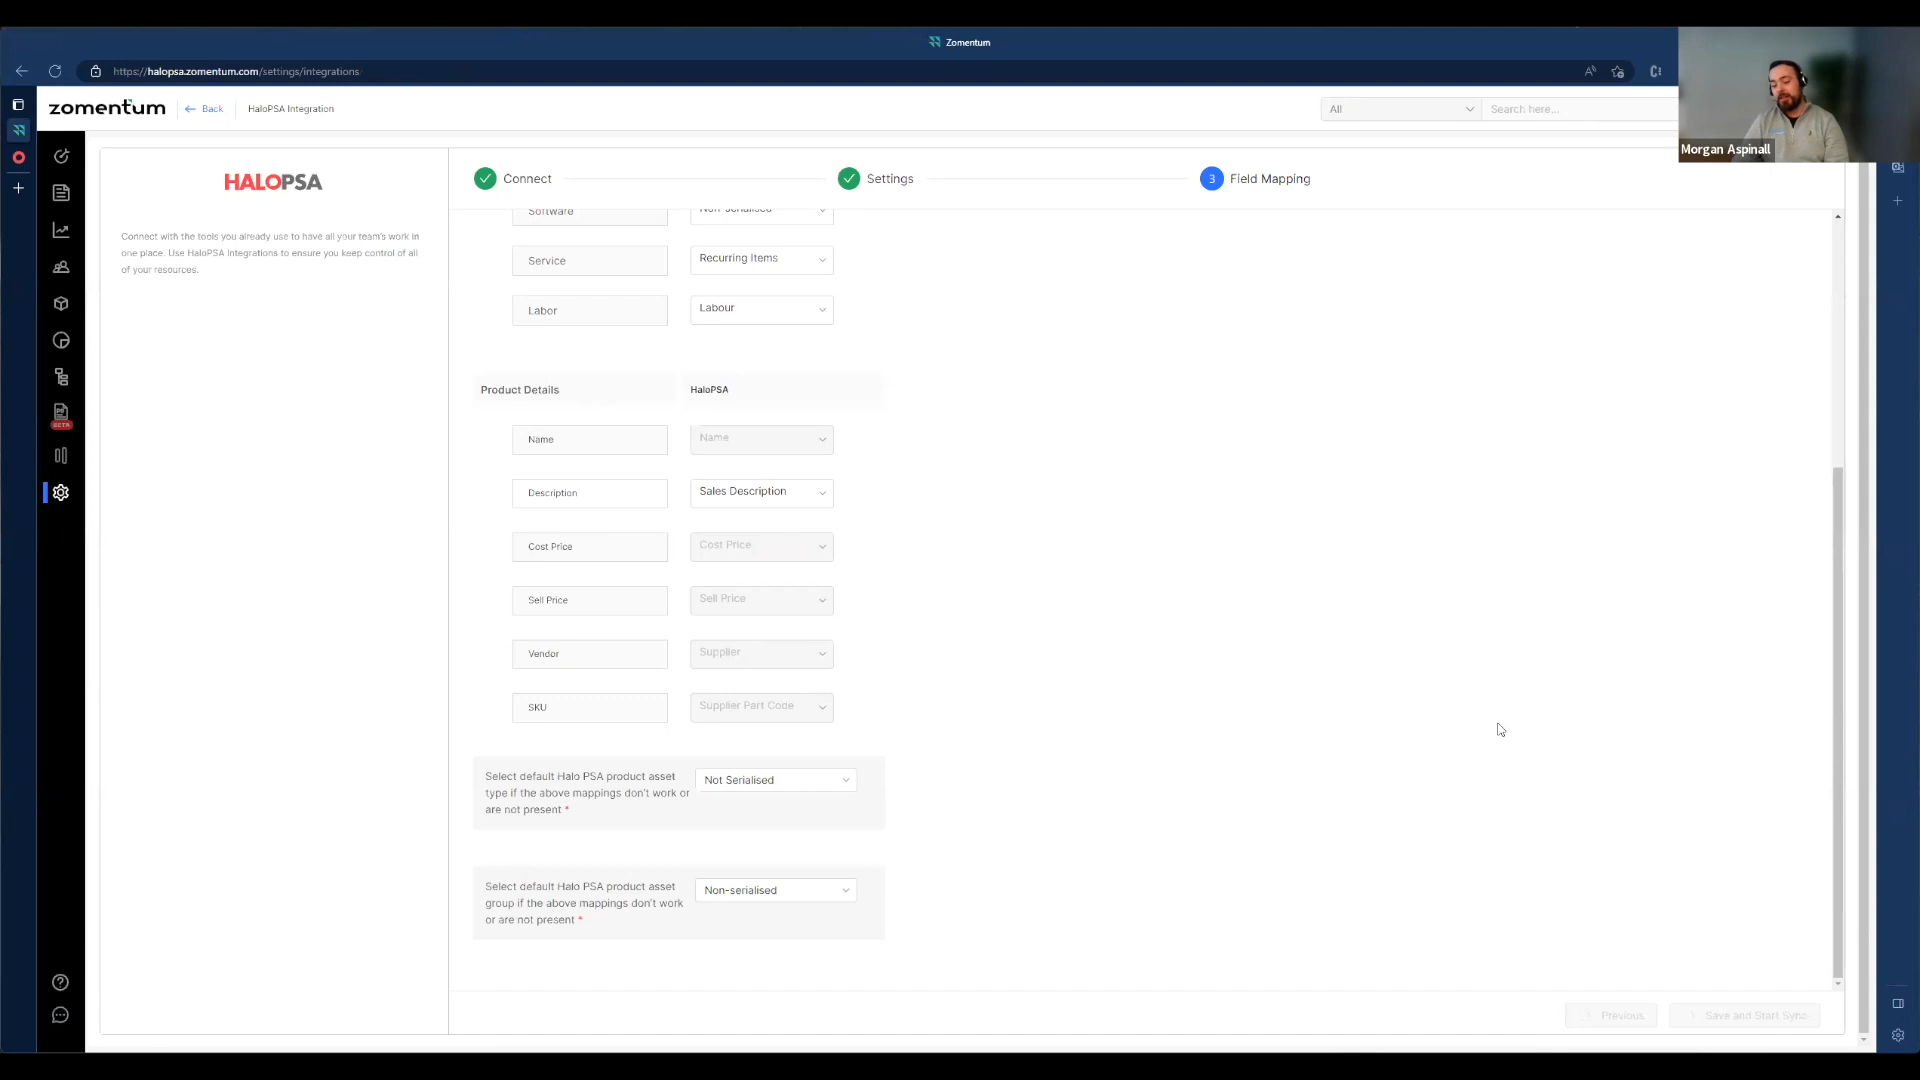 Zomentum
https://halopsa.zomentum.com/settings/integrations
zomentum
Back
HaloPSA Integration
All
Search here...
Morgan Aspinall
HALOPSA
Connect with the tools you already use to have all your team's work in
one place. Use HaloPSA Integrations to ensure you keep control of all
of your resources.
Connect
Settings
3 Field Mapping
Software
Non-serialised
Service
Recurring Items
Labor
Labour
Product Details
HaloPSA
Name
Name
Description
Sales Description
Cost Price
Cost Price
Sell Price
Sell Price
Vendor
Supplier
SKU
Supplier Part Code
BETA
Select default Halo PSA product asset
type if the above mappings don't work or
are not present *
Not Serialised
Select default Halo PSA product asset
group if the above mappings don't work
or are not present *
Non-serialised
Previous
Save and Start Sync